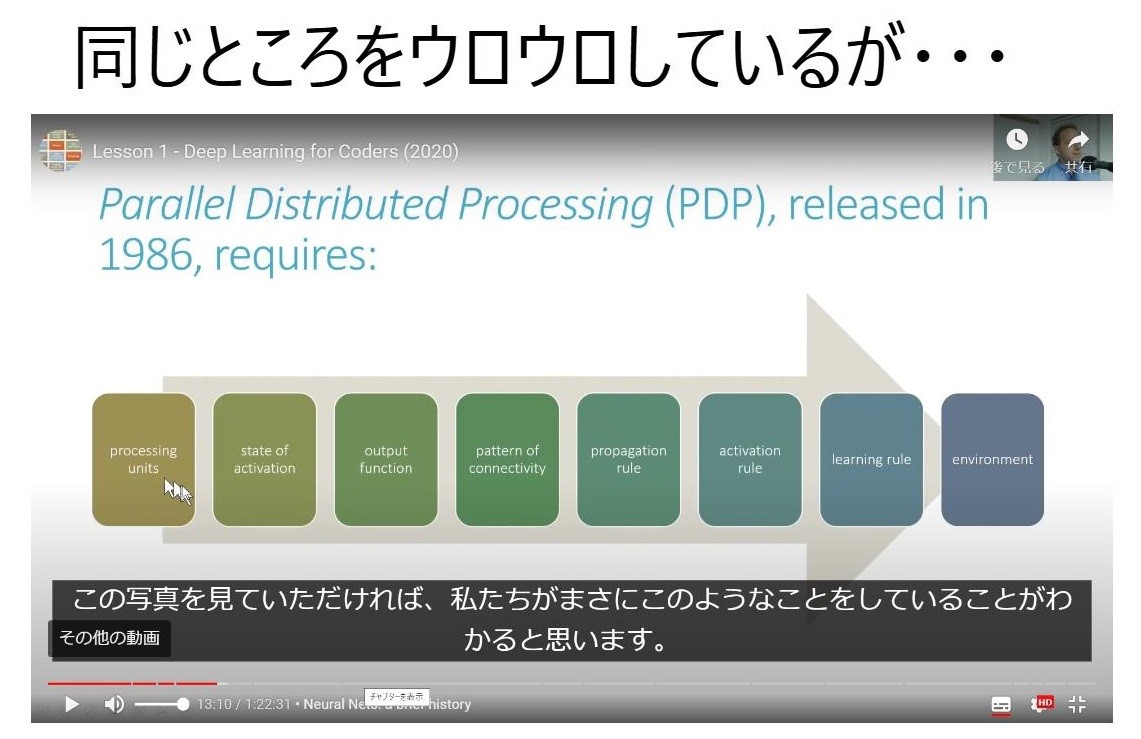 同じところをウロウロしているが・・・
Lesson 1 - Deep Learning for Coders (2020)
後で見る
共有
Parallel Distributed Processing (PDP), released in
1986, requires:
processing
units
state of
activation
output
function
pattern of
connectivity
propagation
rule
activation
rule
learning rule
environment
この写真を見ていただければ、私たちがまさにこのようなことをしていることがわ
かると思います。
その他の動画
チャプターを表示
13:10 / 1:22:31 • Neural Nets: a brief history
HD